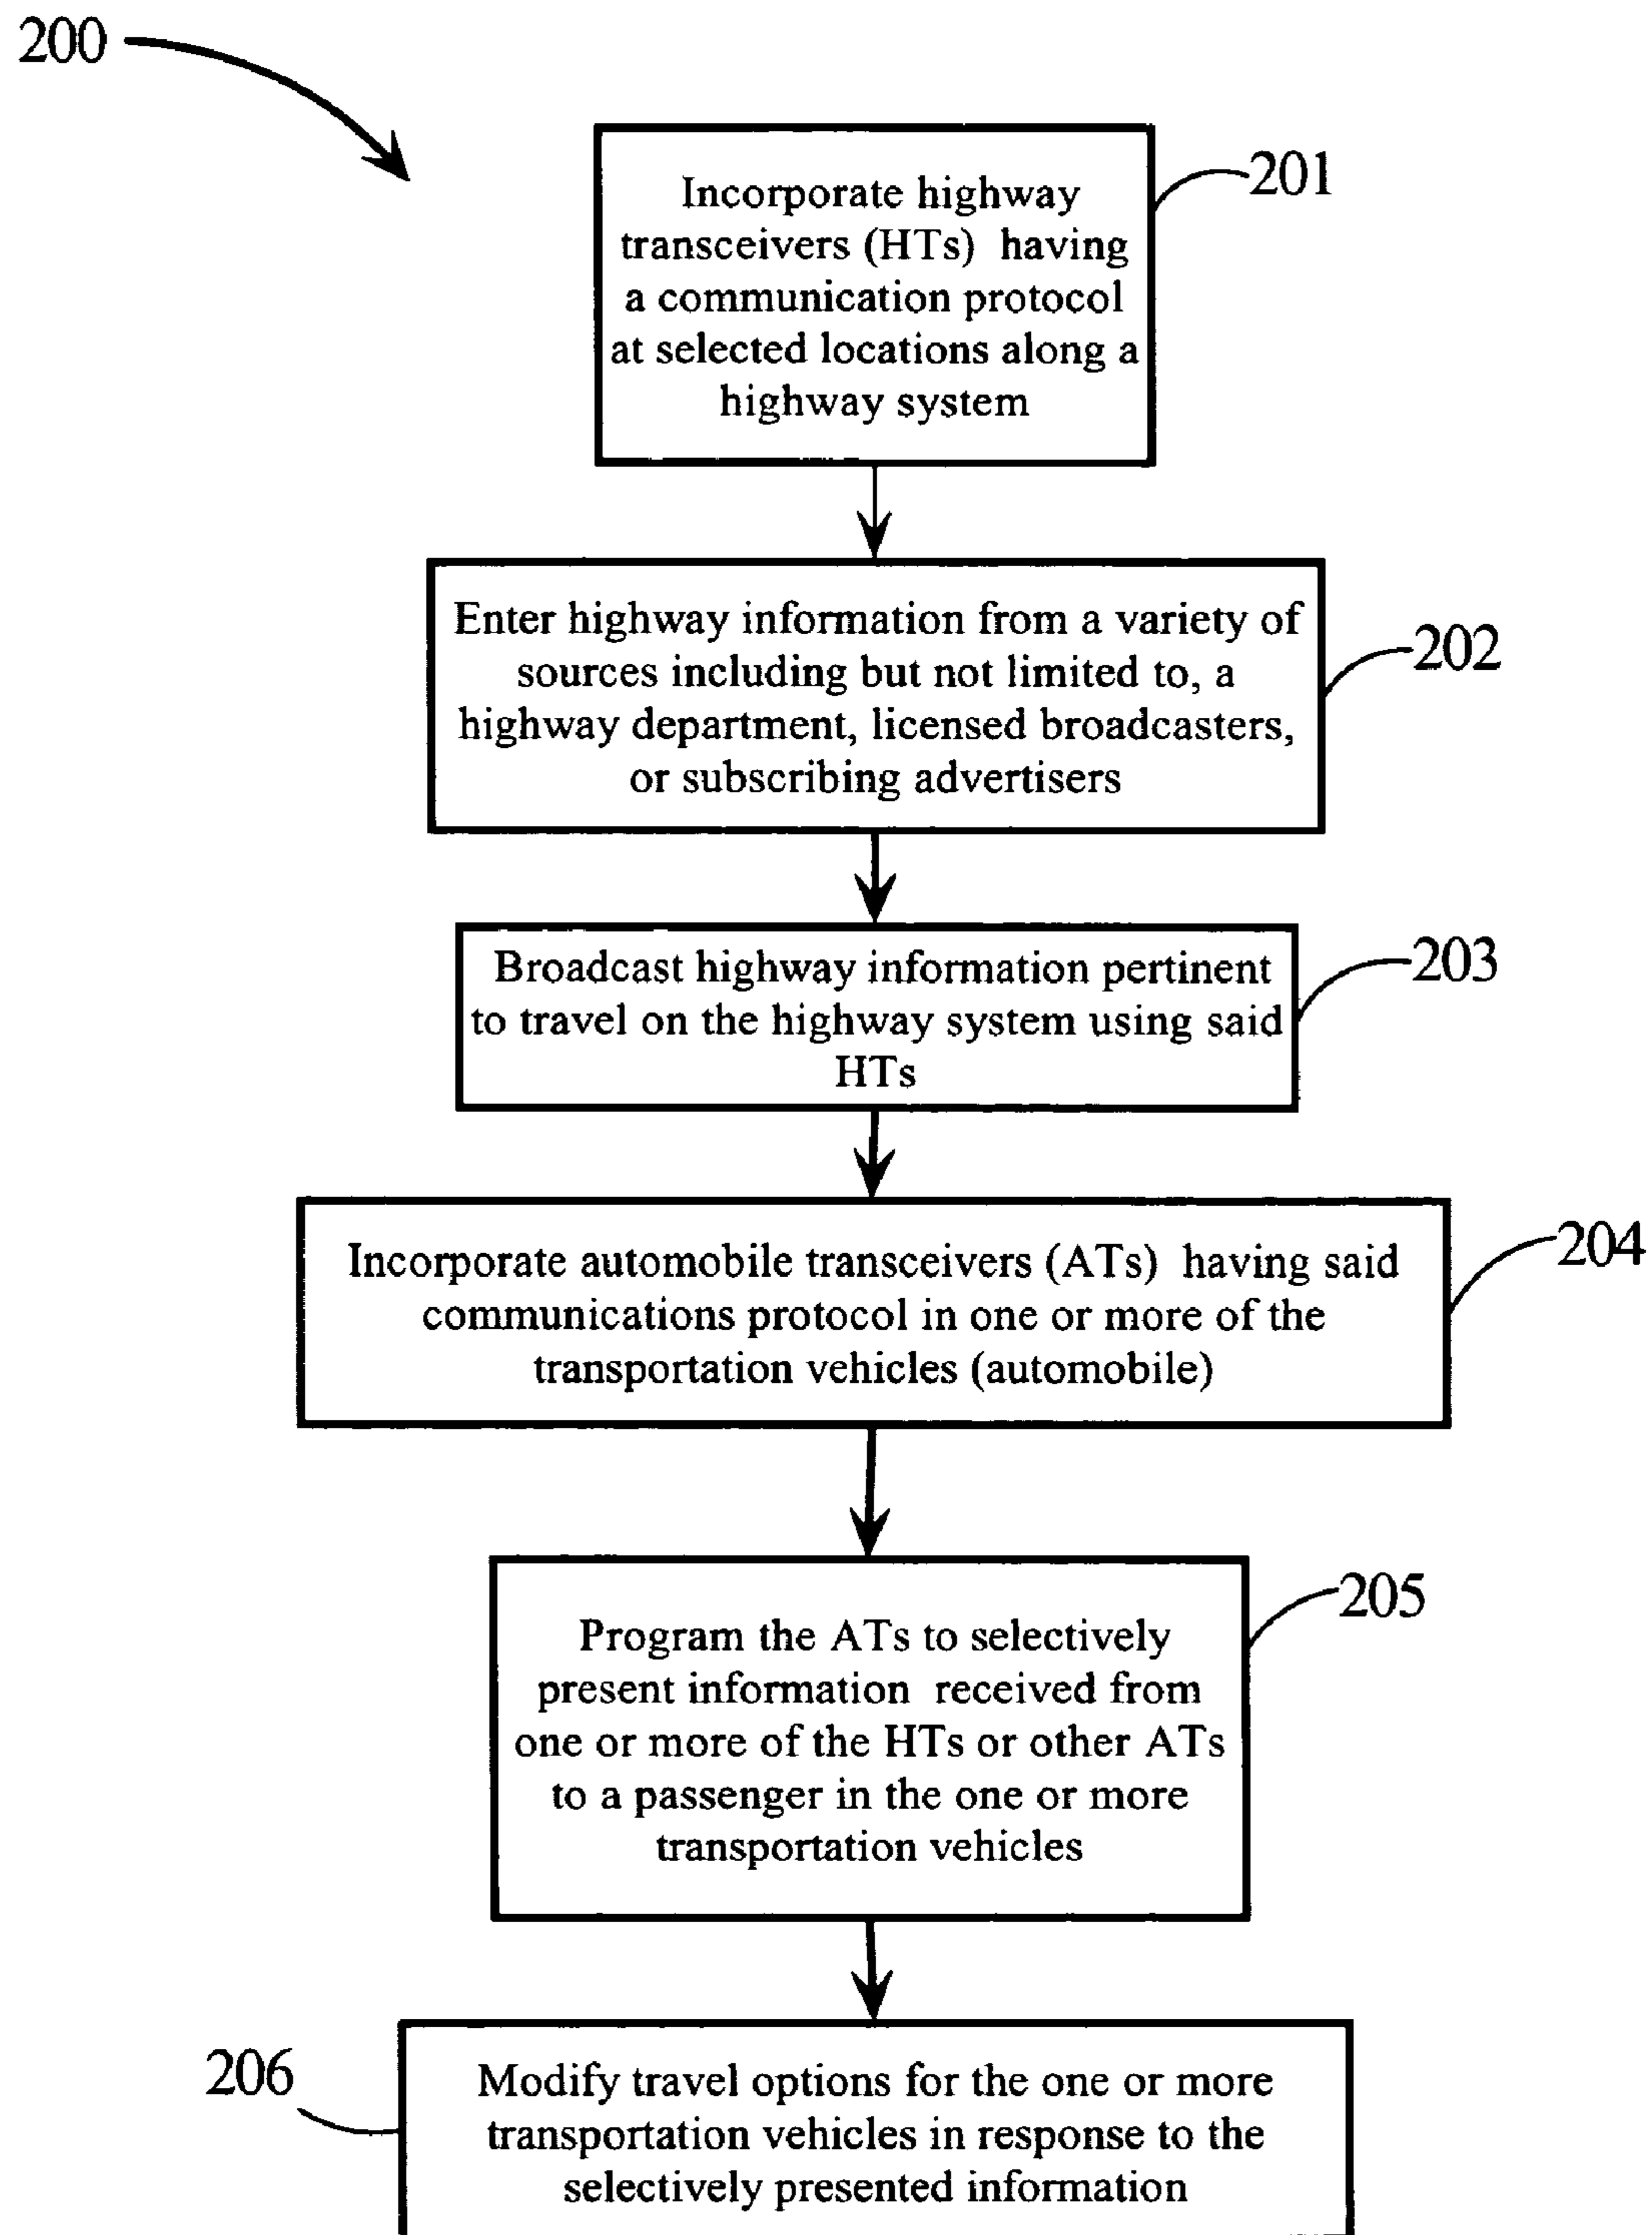 200
201
Incorporate highway
transceivers (HTs) having
a communication protocol
at selected locations along a
highway system
202
Enter highway information from a variety of
sources including but not limited to, a
highway department, licensed broadcasters,
or subscribing advertisers
203
Broadcast highway information pertinent
to travel on the highway system using said
HTs
204
Incorporate automobile transceivers (ATs) having said
communications protocol in one or more of the
transportation vehicles (automobile)
205
Program the ATs to selectively
present information received from
one or more of the HTs or other ATs
to a passenger in the one or more
transportation vehicles
206
Modify travel options for the one or more
transportation vehicles in response to the
selectively presented information